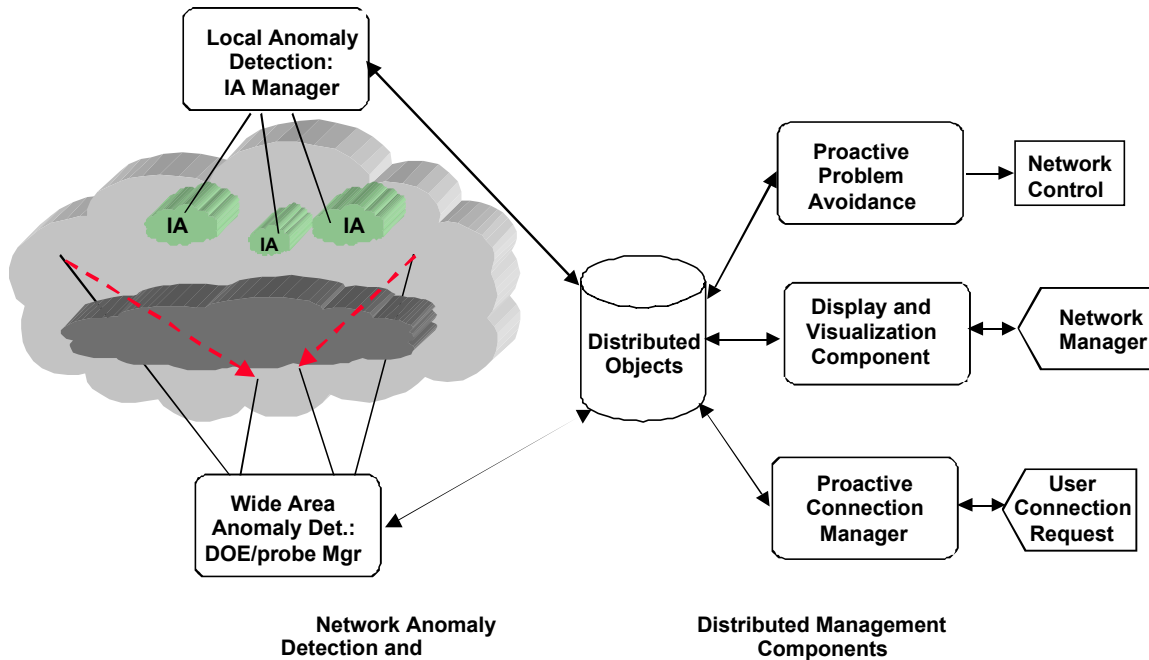 Local Anomaly
Detection:
IA Manager
IA
IA
IA
Wide Area
Anomaly Det.:
DOE/probe Mgr
Distributed
Objects
Proactive
Problem
Avoidance
Network
Control
Display and
Visualization
Component
Network
Manager
Proactive
Connection
Manager
User
Connection
Request
Network Anomaly
Detection and
Distributed Management
Components